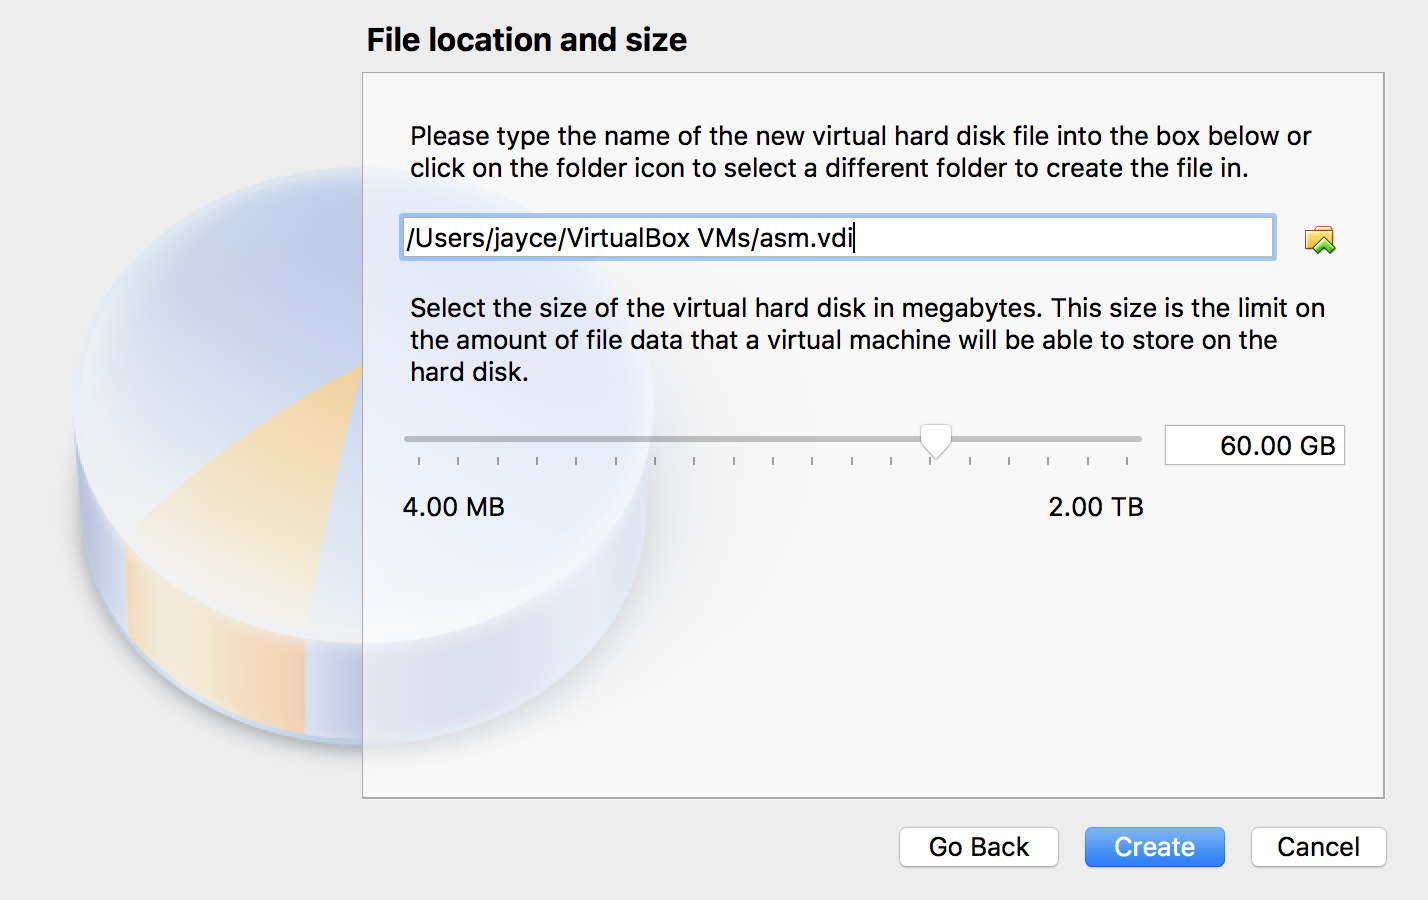 File location and size
Please type the name of the new virtual hard disk file into the box below or
click on the folder icon to select a different folder to create the file in.
/Users/jayce/VirtualBox VMs/asm.vdi
Select the size of the virtual hard disk in megabytes. This size is the limit on
the amount of file data that a virtual machine will be able to store on the
hard disk.
60.00 GB
4.00 MB 2.00 TB
Go Back Create Cancel